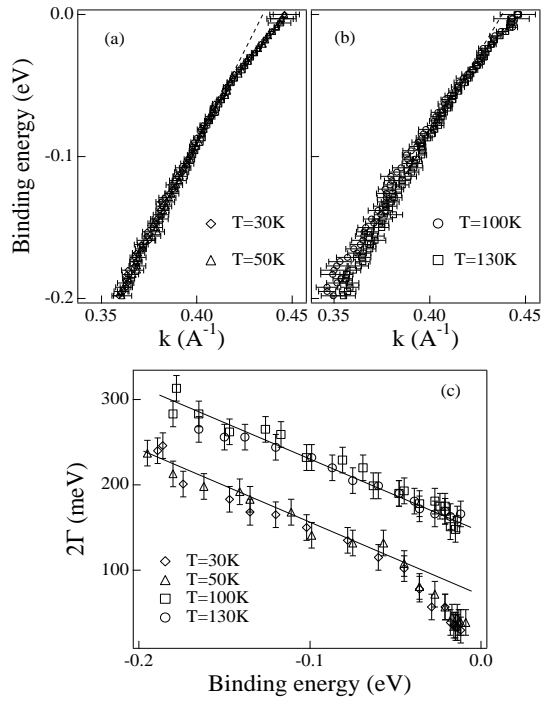 0.0
-0.1
-0.2
Binding energy (eV)
(a)
T=30K
T=50K
0.35
0.40
0.45
k (A⁻¹)
(b)
T=100K
T=130K
0.35
0.40
0.45
k (A⁻¹)
300
200
100
2Γ (meV)
(c)
T=30K
T=50K
T=100K
T=130K
-0.2
-0.1
0.0
Binding energy (eV)